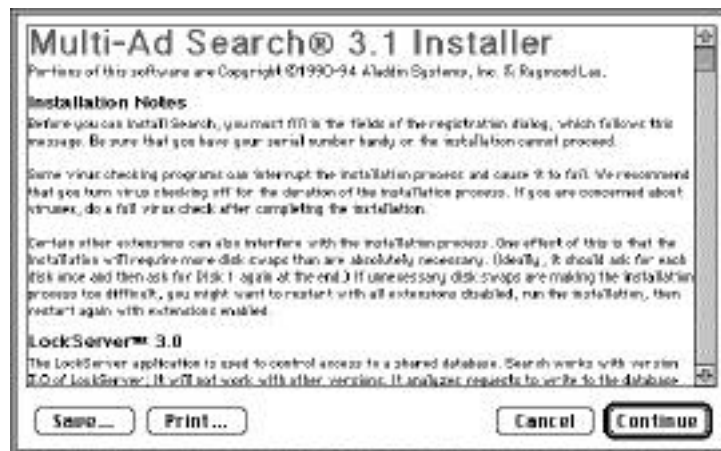 Multi-Ad Search® 3.1 Installer
Portions of this software are Copyright ©1990-94 Aladdin Systems, Inc. & Raymond Lau.
Installation Notes
Before you can install Search, you must fill in the fields of the registration dialog, which follows this
message. Be sure that you have your serial number handy or the installation cannot proceed.
Some virus checking programs can interrupt the installation process and cause it to fail. We recommend
that you turn virus checking off for the duration of the installation process. If you are concerned about
viruses, do a full virus check after completing the installation.
Certain other extensions can also interfere with the installation process. One effect of this is that the
installation will require more disk swaps than are absolutely necessary. (Ideally, it should ask for each
disk once and then ask for Disk 1 again at the end.) If unnecessary disk swaps are making the installation
process too difficult, you might want to restart with all extensions disabled, run the installation, then
restart again with extensions enabled.
LockServer™ 3.0
The LockServer application is used to control access to a shared database. Search works with version
3.0 of LockServer; it will not work with other versions. It analyzes requests to write to the database
Save... Print... Cancel Continue